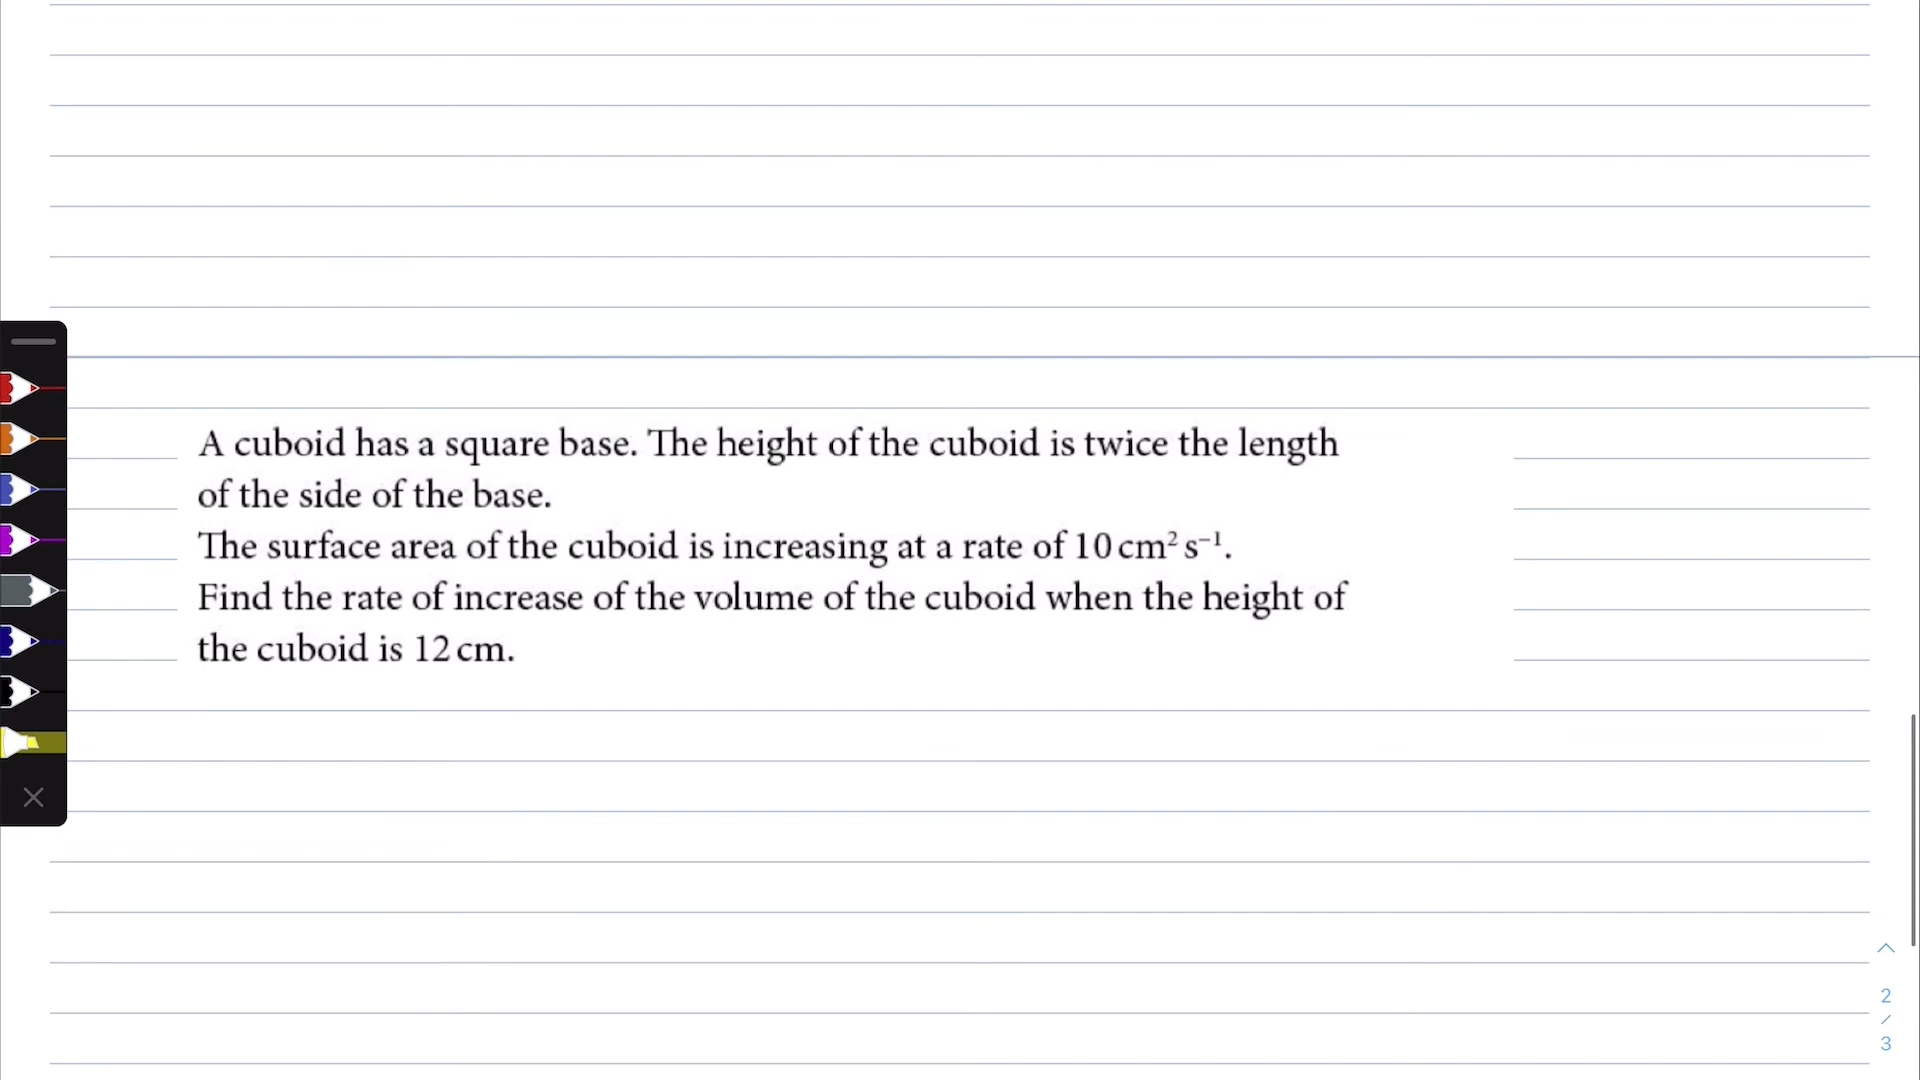 A cuboid has a square base. The height of the cuboid is twice the length
of the side of the base.
The surface area of the cuboid is increasing at a rate of 10 cm² s⁻¹.
Find the rate of increase of the volume of the cuboid when the height of
the cuboid is 12 cm.
2
/
3